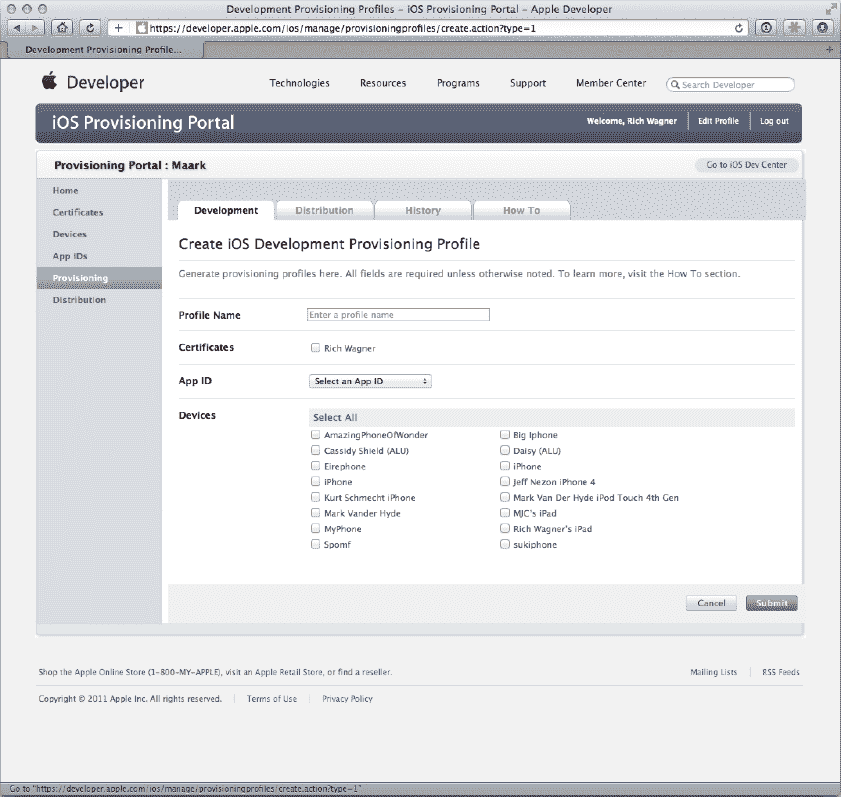 Development Provisioning Profiles – iOS Provisioning Portal – Apple Developer
https://developer.apple.com/ios/manage/provisioningprofiles/create.action?type=1
Development Provisioning Profile...
Developer
Technologies
Resources
Programs
Support
Member Center
Search Developer
iOS Provisioning Portal
Welcome, Rich Wagner
Edit Profile
Log out
Provisioning Portal : Maark
Go to iOS Dev Center
Home
Certificates
Devices
App IDs
Provisioning
Distribution
Development
Distribution
History
How To
Create iOS Development Provisioning Profile
Generate provisioning profiles here. All fields are required unless otherwise noted. To learn more, visit the How To section.
Profile Name
Enter a profile name
Certificates
Rich Wagner
App ID
Select an App ID
Devices
Select All
AmazingPhoneOfWonder
Big Iphone
Cassidy Shield (ALU)
Daisy (ALU)
Eirephone
iPhone
iPhone
Jeff Nezon iPhone 4
Kurt Schmecht iPhone
Mark Van Der Hyde iPod Touch 4th Gen
Mark Vander Hyde
MJC's iPad
MyPhone
Rich Wagner's iPad
Spomf
sukiphone
Cancel
Submit
Shop the Apple Online Store (1-800-MY-APPLE), visit an Apple Retail Store, or find a reseller.
Mailing Lists
RSS Feeds
Copyright © 2011 Apple Inc. All rights reserved.
Terms of Use
Privacy Policy
Go to "https://developer.apple.com/ios/manage/provisioningprofiles/create.action?type=1"